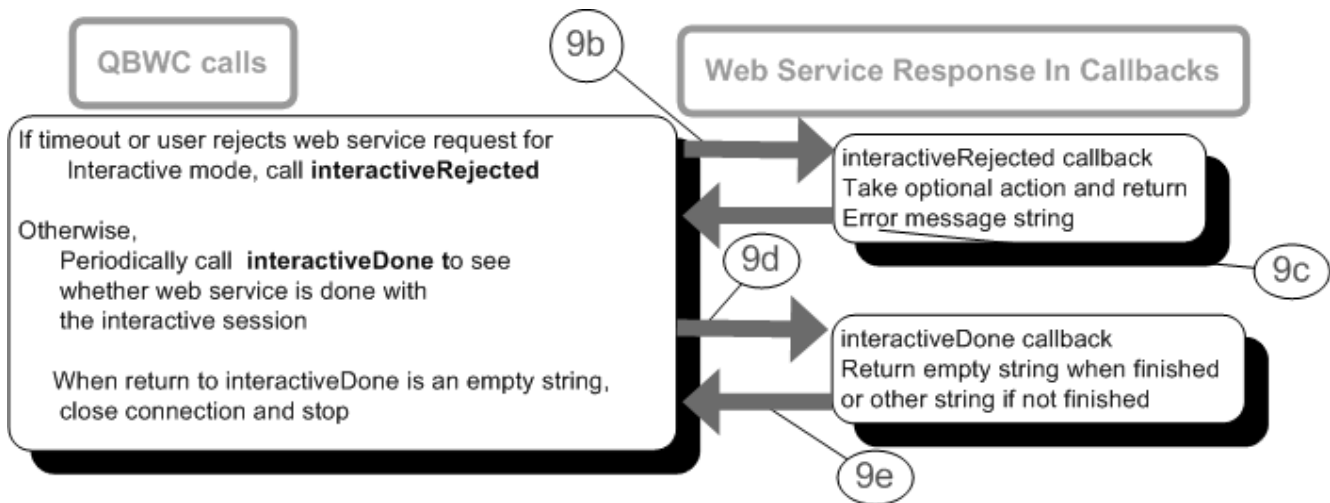 QBWC calls
9b
Web Service Response In Callbacks
If timeout or user rejects web service request for
Interactive mode, call interactiveRejected
Otherwise,
Periodically call interactiveDone to see
whether web service is done with
the interactive session
When return to interactiveDone is an empty string,
close connection and stop
interactiveRejected callback
Take optional action and return
Error message string
9c
9d
interactiveDone callback
Return empty string when finished
or other string if not finished
9e